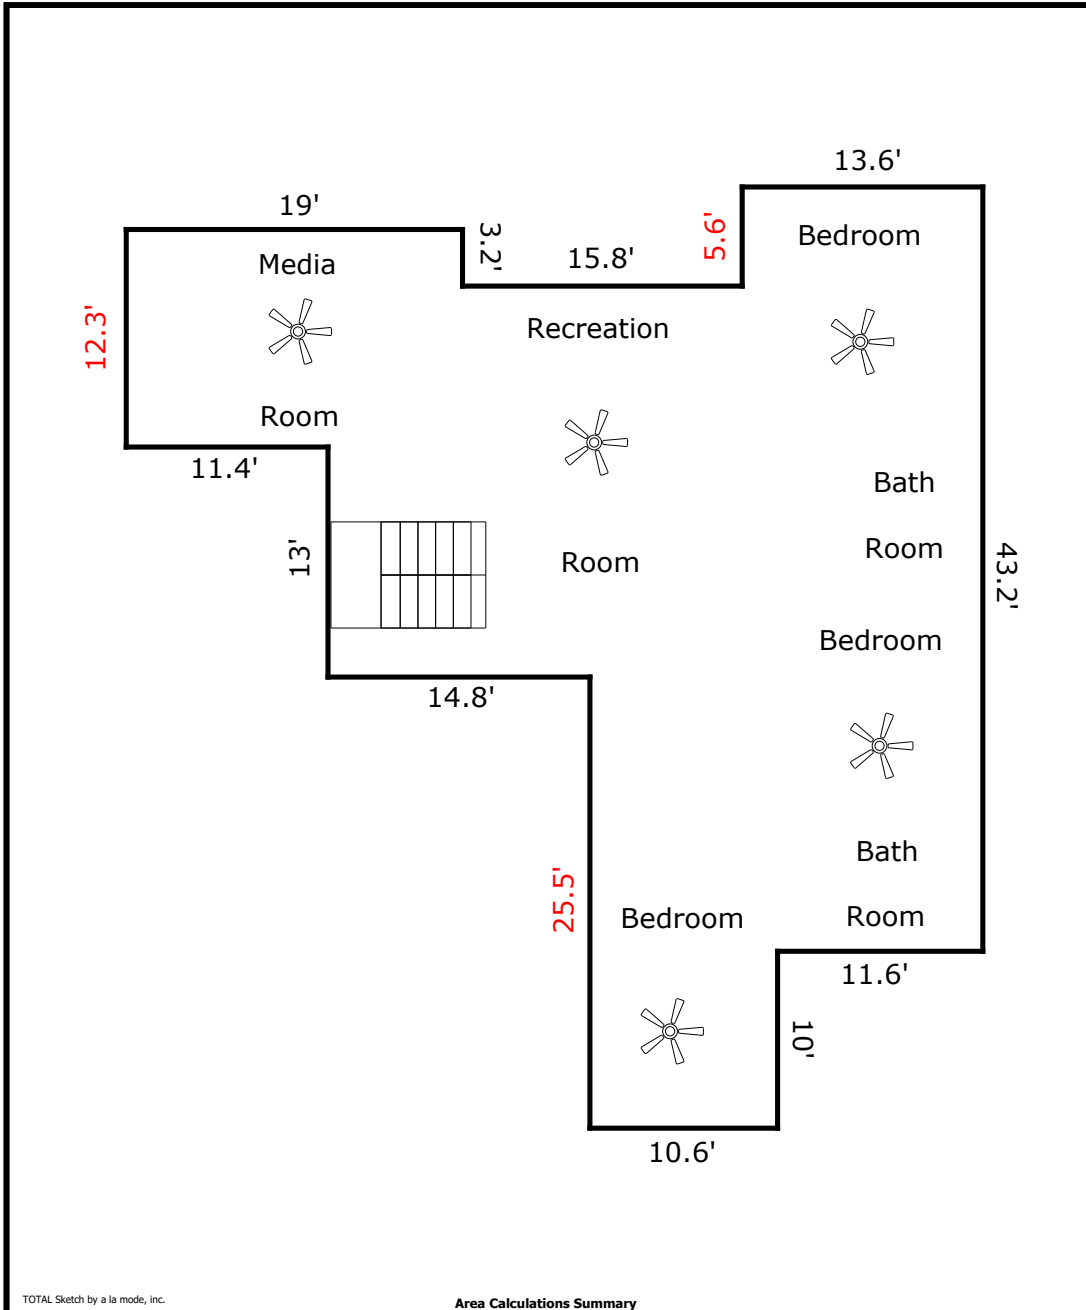 13.6'
19'
3.2'
5.6'
Bedroom
15.8'
Media
12.3'
Recreation
Room
11.4'
Bath
13'
Room
Room
43.2'
Bedroom
14.8'
Bath
25.5'
Bedroom
Room
11.6'
10'
10.6'
TOTAL Sketch by a la mode, inc.
Area Calculations Summary